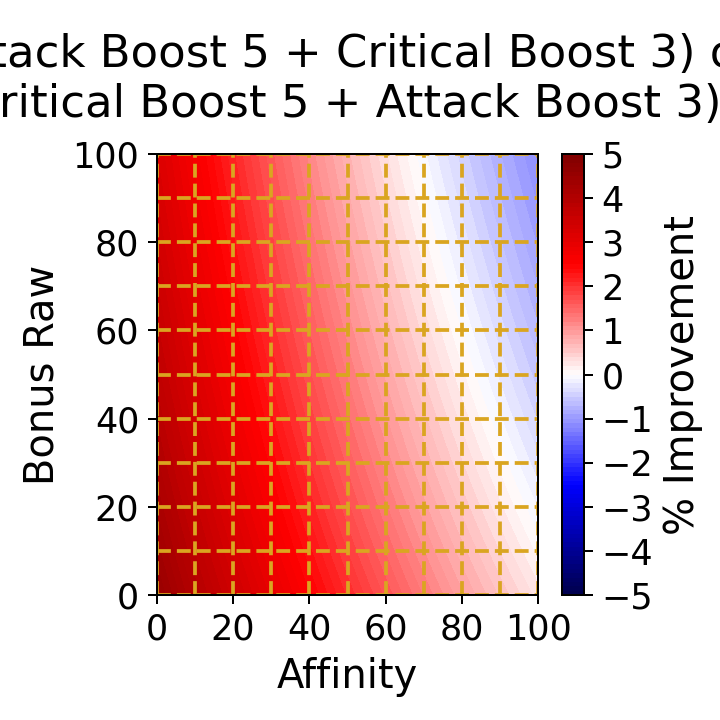 tack Boost 5 + Critical Boost 3)
ritical Boost 5 + Attack Boost 3)
100
80
60
40
20
0
Bonus Raw
0 20 40 60 80 100
Affinity
5
4
3
2
1
0
−1
−2
−3
−4
−5
% Improvement